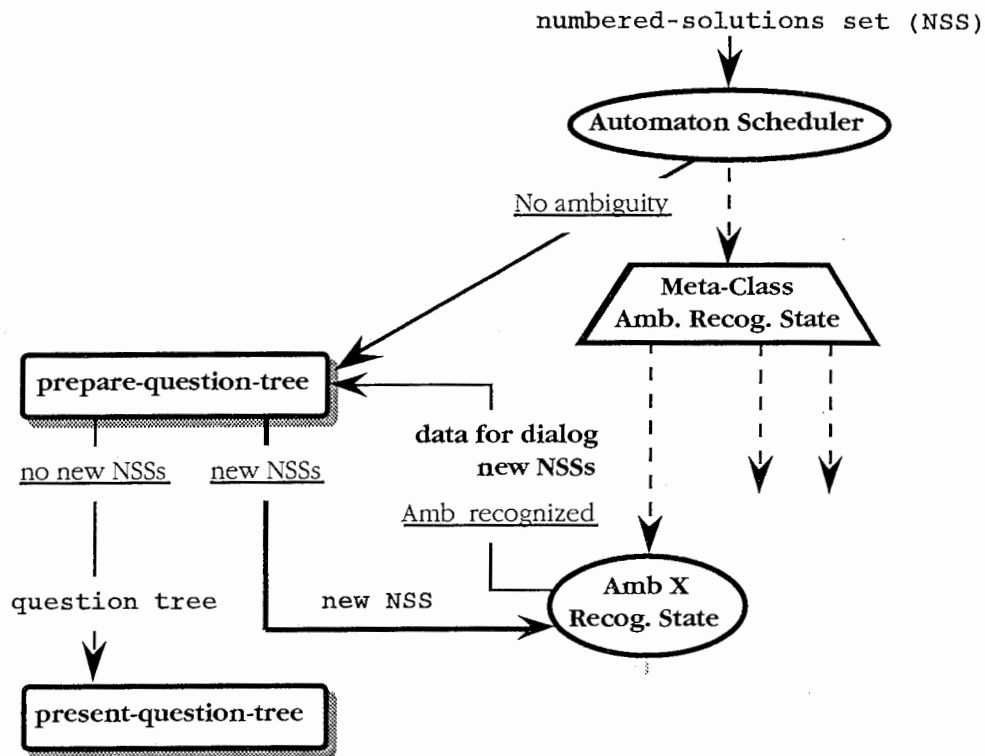 numbered-solutions set (NSS)
Automaton Scheduler
No ambiguity
Meta-Class
Amb. Recog. State
prepare-question-tree
data for dialog
new NSSs
no new NSSs
new NSSs
Amb recognized
Amb X
Recog. State
question tree
new NSS
present-question-tree